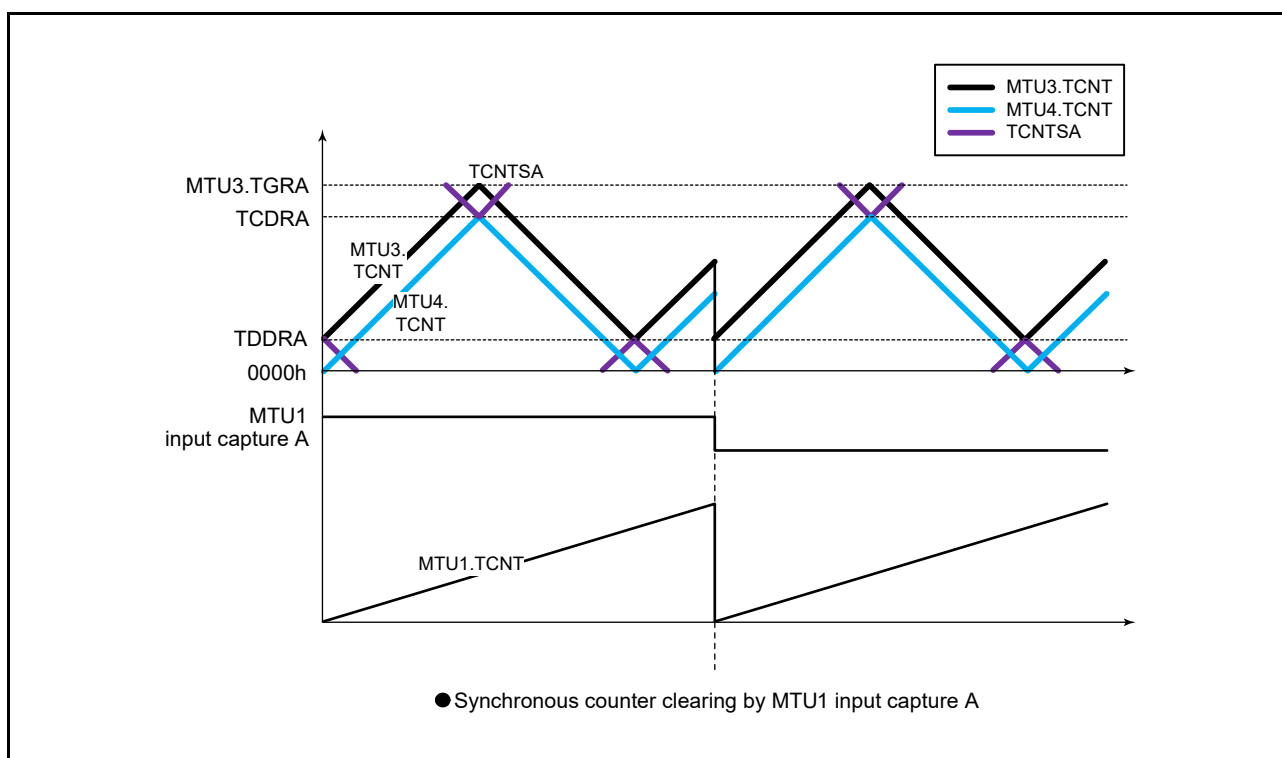 MTU3.TCNT
MTU4.TCNT
TCNTSA
TCNTSA
MTU3.TGRA
TCDRA
MTU3.
TCNT
MTU4.
TCNT
TDDRA
0000h
MTU1
input capture A
MTU1.TCNT
Synchronous counter clearing by MTU1 input capture A